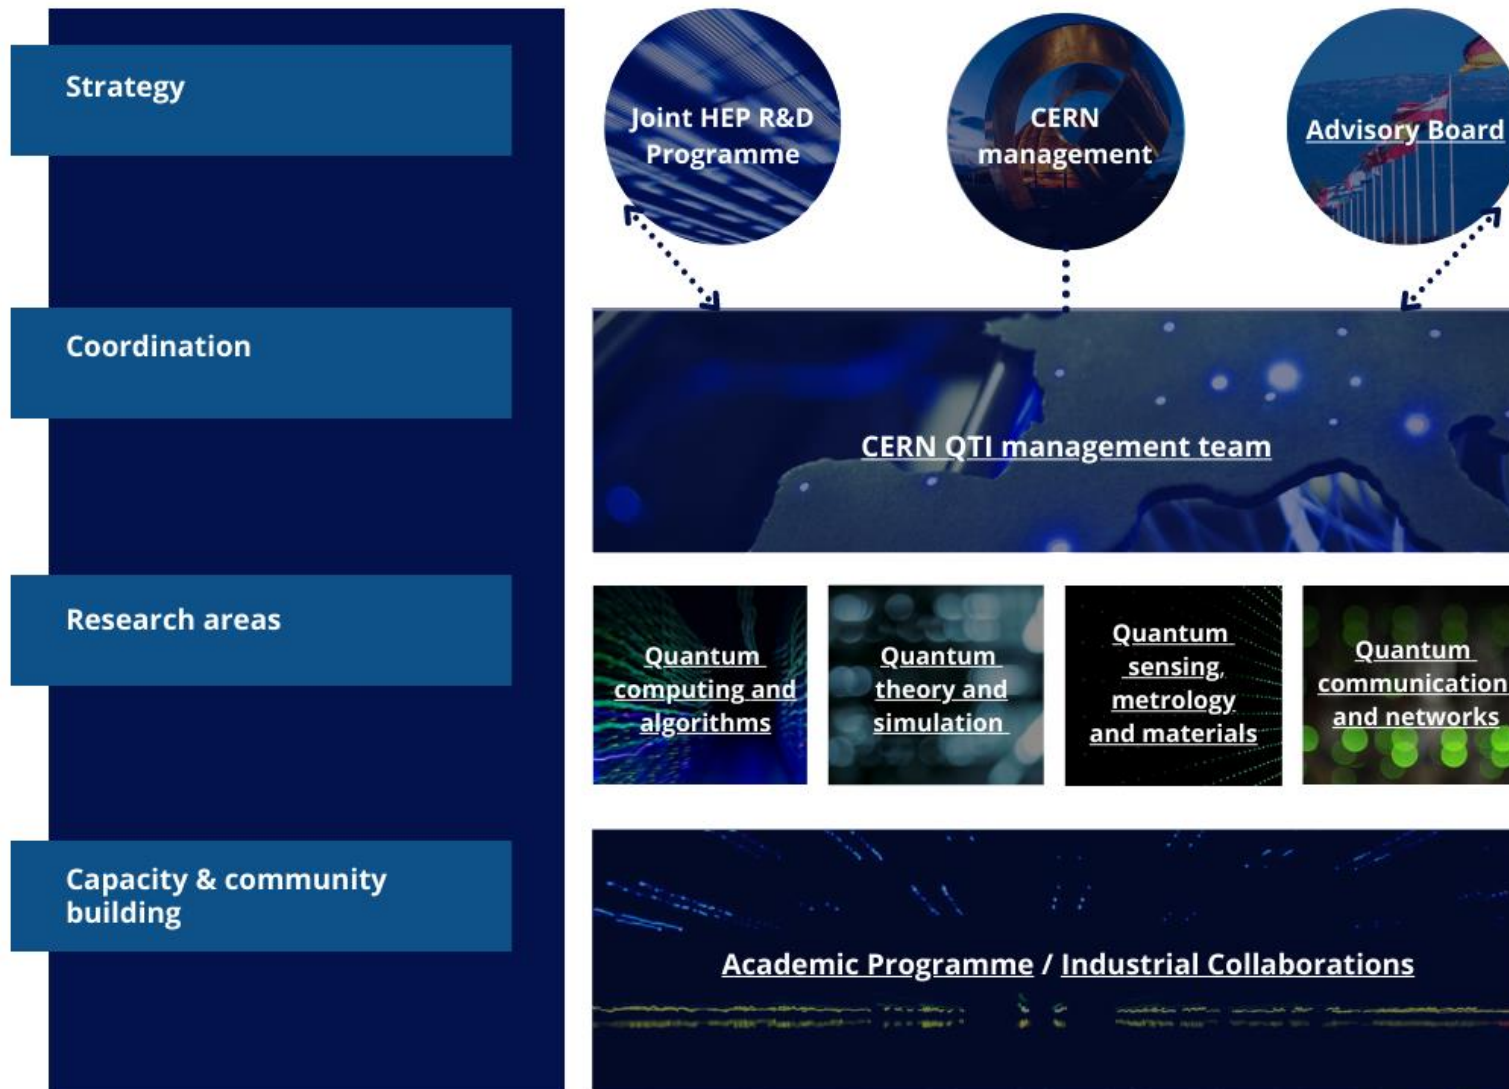 Strategy
Joint HEP R&D
Programme
CERN
management
Advisory Board
Coordination
CERN QTI management team
Research areas
Quantum
computing and
algorithms
Quantum
theory and
simulation
Quantum
sensing,
metrology
and materials
Quantum
communication
and networks
Capacity & community
building
Academic Programme / Industrial Collaborations